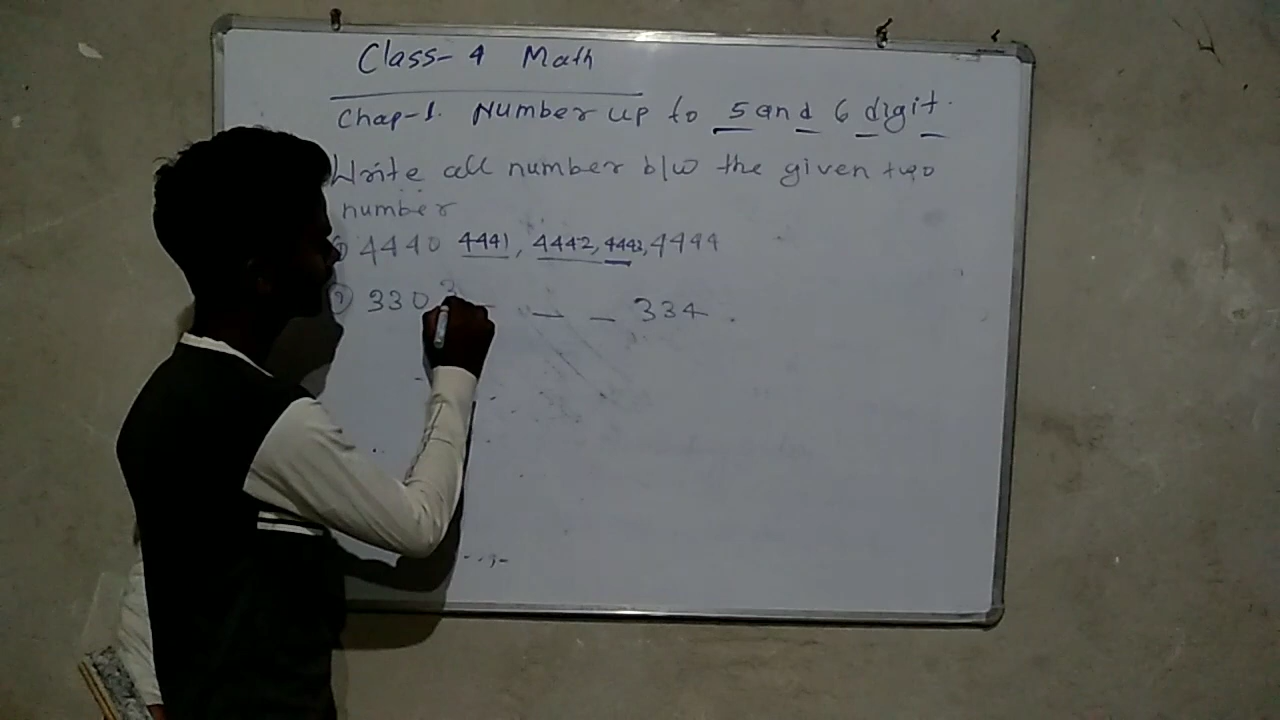 Class-4 Math
Chap-1. Number up to 5 and 6 digit.
Write all number b/w the given two
number
① 4440 4441, 4442, 4443, 4444
② 330 3 _ _ 334